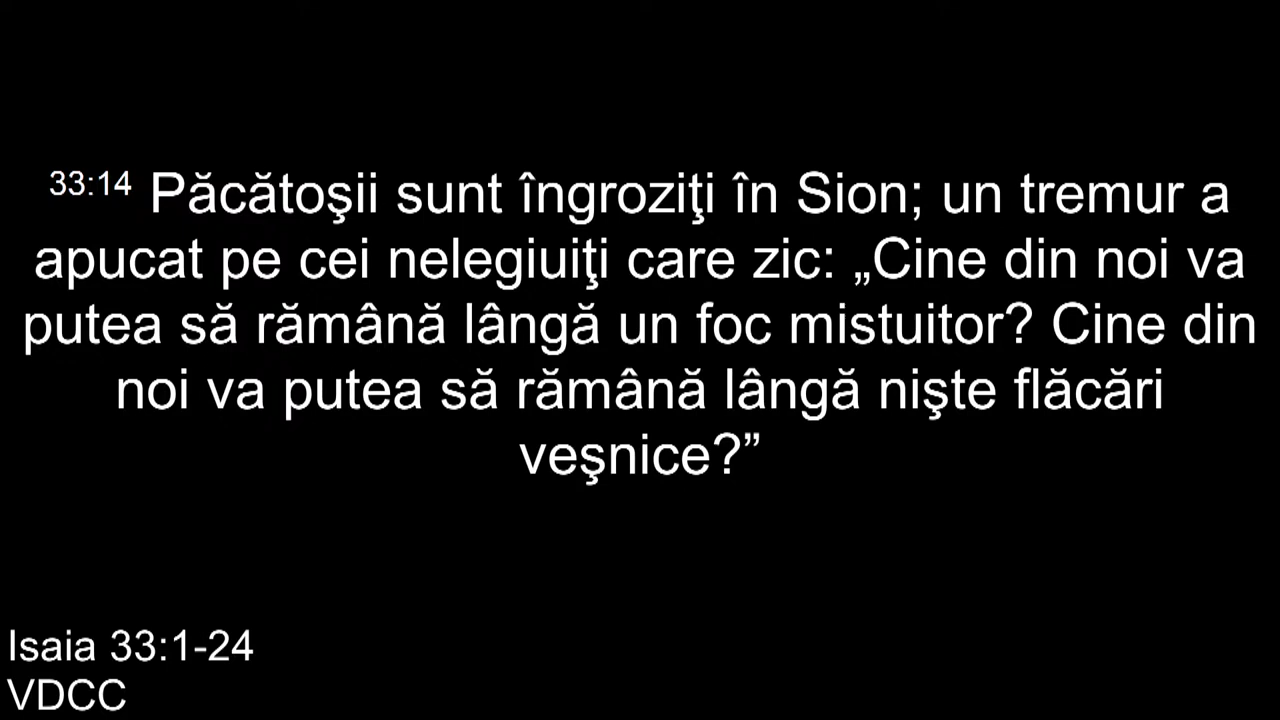 33:14 Păcătoşii sunt îngroziţi în Sion; un tremur a
apucat pe cei nelegiuiţi care zic: „Cine din noi va
putea să rămână lângă un foc mistuitor? Cine din
noi va putea să rămână lângă nişte flăcări
veşnice?”
Isaia 33:1-24
VDCC